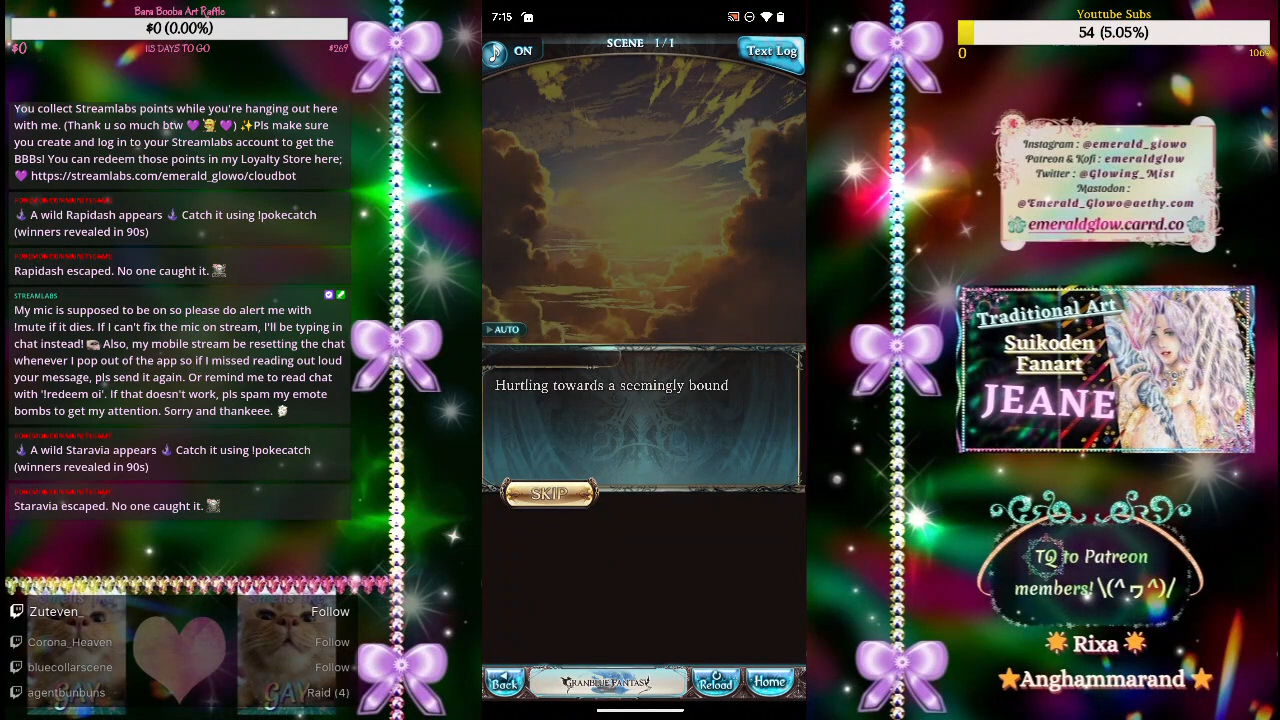 Bara Booba Art Raffle
$0 (0.00%)
$0
113 DAYS TO GO
$269
You collect Streamlabs points while you're hanging out here
with me. (Thank u so much btw 💜 💜) ✨Pls make sure
you create and log in to your Streamlabs account to get the
BBBs! You can redeem those points in my Loyalty Store here;
💜 https://streamlabs.com/emerald_glowo/cloudbot
A wild Rapidash appears Catch it using !pokecatch
(winners revealed in 90s)
Rapidash escaped. No one caught it.
STREAMLABS
My mic is supposed to be on so please do alert me with
!mute if it dies. If I can't fix the mic on stream, I'll be typing in
chat instead! Also, my mobile stream be resetting the chat
whenever I pop out of the app so if I missed reading out loud
your message, pls send it again. Or remind me to read chat
with '!redeem oi'. If that doesn't work, pls spam my emote
bombs to get my attention. Sorry and thankeee.
A wild Staravia appears Catch it using !pokecatch
(winners revealed in 90s)
Staravia escaped. No one caught it.
Zuteven_
Follow
Corona_Heaven
Follow
bluecollarscene
Follow
agentbunbuns
Raid (4)
GAY
GAY
7:15
ON
SCENE 1/1
Text Log
AUTO
Hurtling towards a seemingly bound
SKIP
Back
GRANBLUE FANTASY
Reload
Home
Youtube Subs
54 (5.05%)
0
1069
Instagram : @emerald_glowo
Patreon & Kofi : emeraldglow
Twitter : @Glowing_Mist
Mastodon :
@Emerald_Glowo@aethy.com
emeraldglow.carrd.co
Traditional Art
Suikoden
Fanart
JEANE
TQ to Patreon
members! \(^ヮ^)/
Rixa
Anghammarand